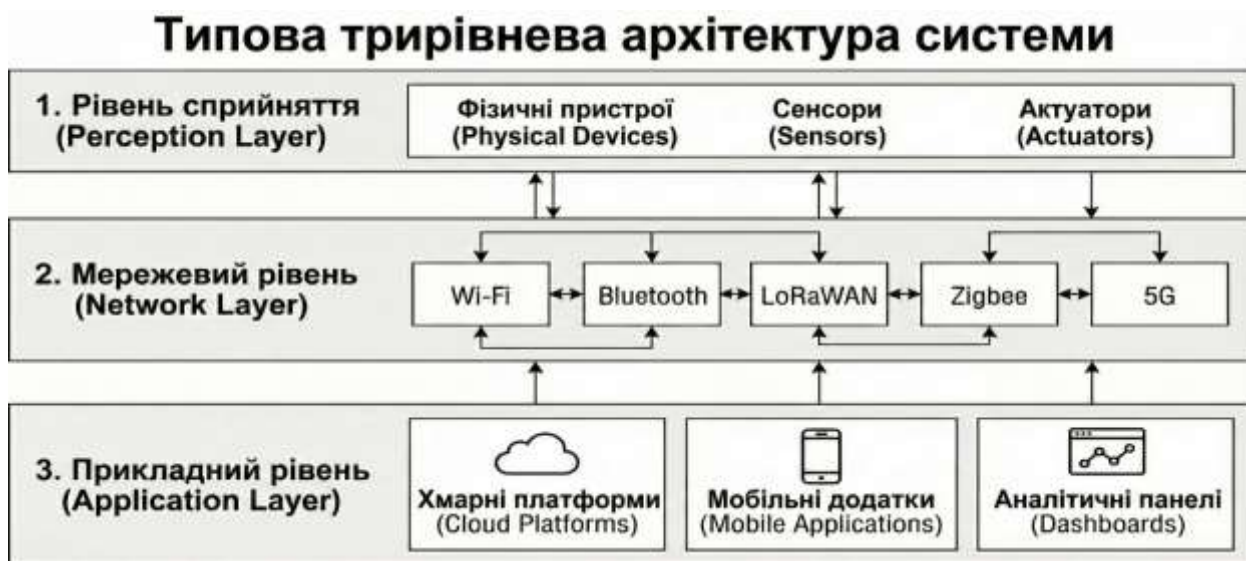 Типова трирівнева архітектура системи
1. Рівень сприйняття
(Perception Layer)
Фізичні пристрої
(Physical Devices)
Сенсори
(Sensors)
Актуатори
(Actuators)
2. Мережевий рівень
(Network Layer)
Wi-Fi
Bluetooth
LoRaWAN
Zigbee
5G
3. Прикладний рівень
(Application Layer)
Хмарні платформи
(Cloud Platforms)
Мобільні додатки
(Mobile Applications)
Аналітичні панелі
(Dashboards)